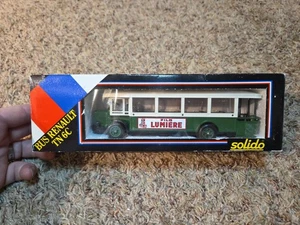 BUS RENAULT
TN 6C
FILM
LUMIERE
solido